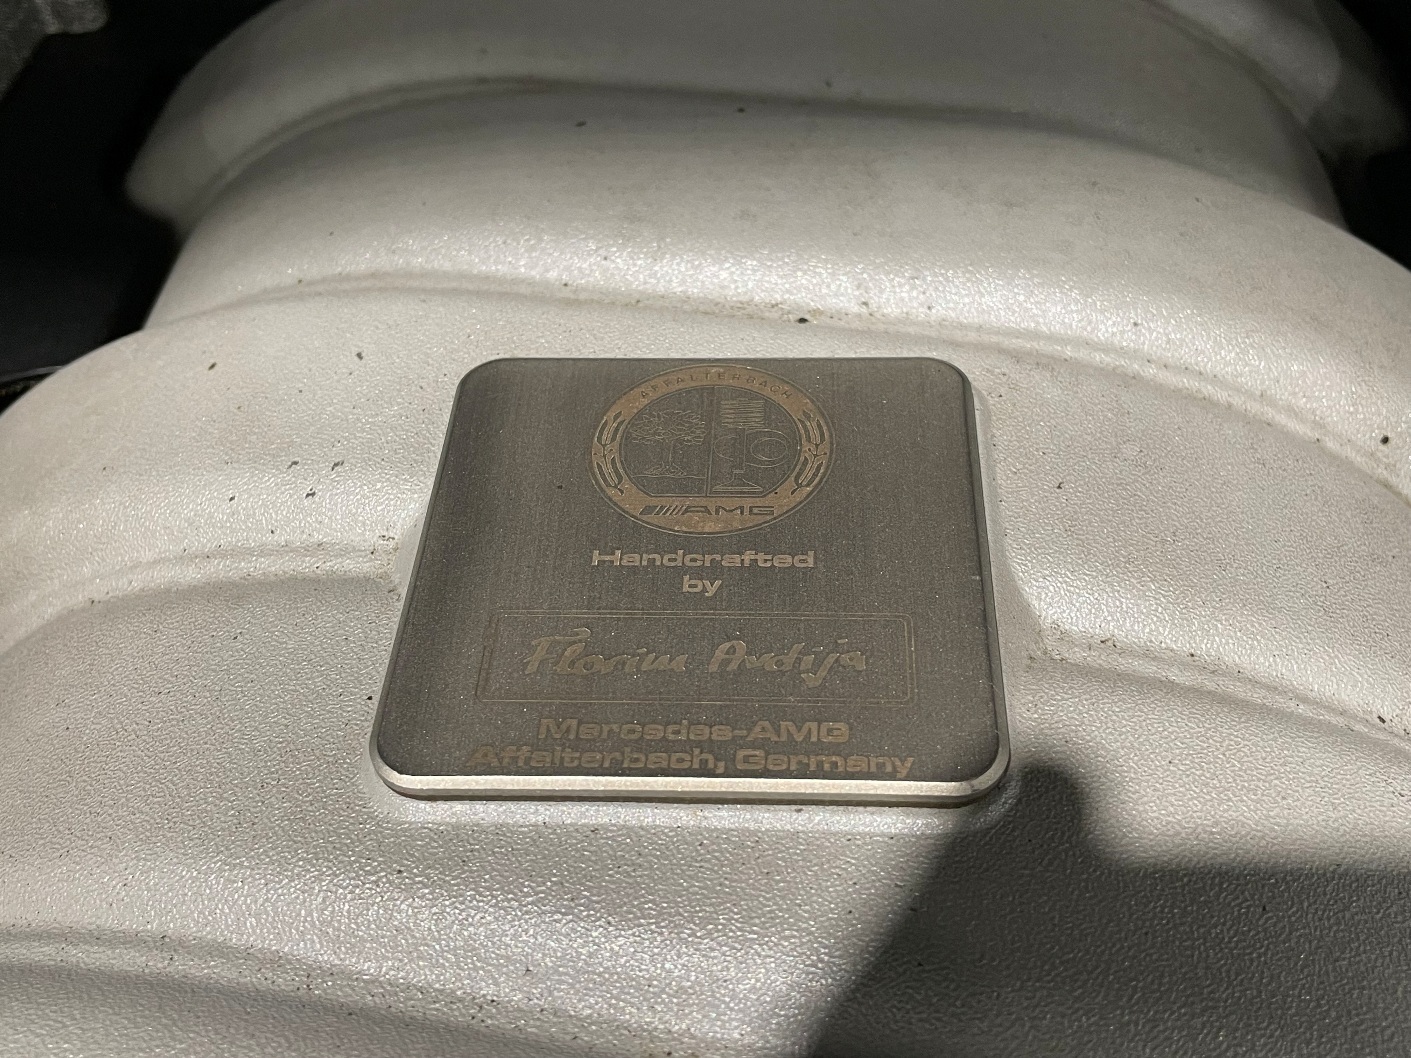 AFFALTERBACH
AMG
Handcrafted
by
Florim Avdija
Mercedes-AMG
Affalterbach, Germany